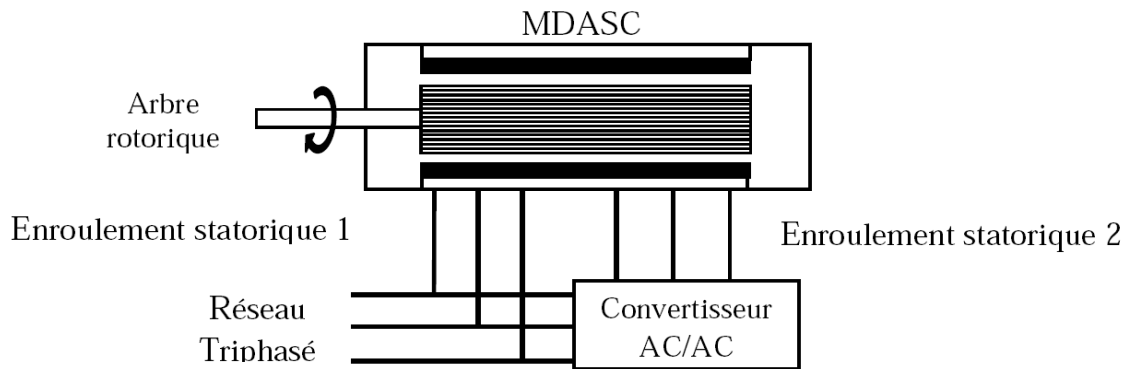 MDASC
Arbre
rotorique
Enroulement statorique 1
Enroulement statorique 2
Réseau
Triphasé
Convertisseur
AC/AC